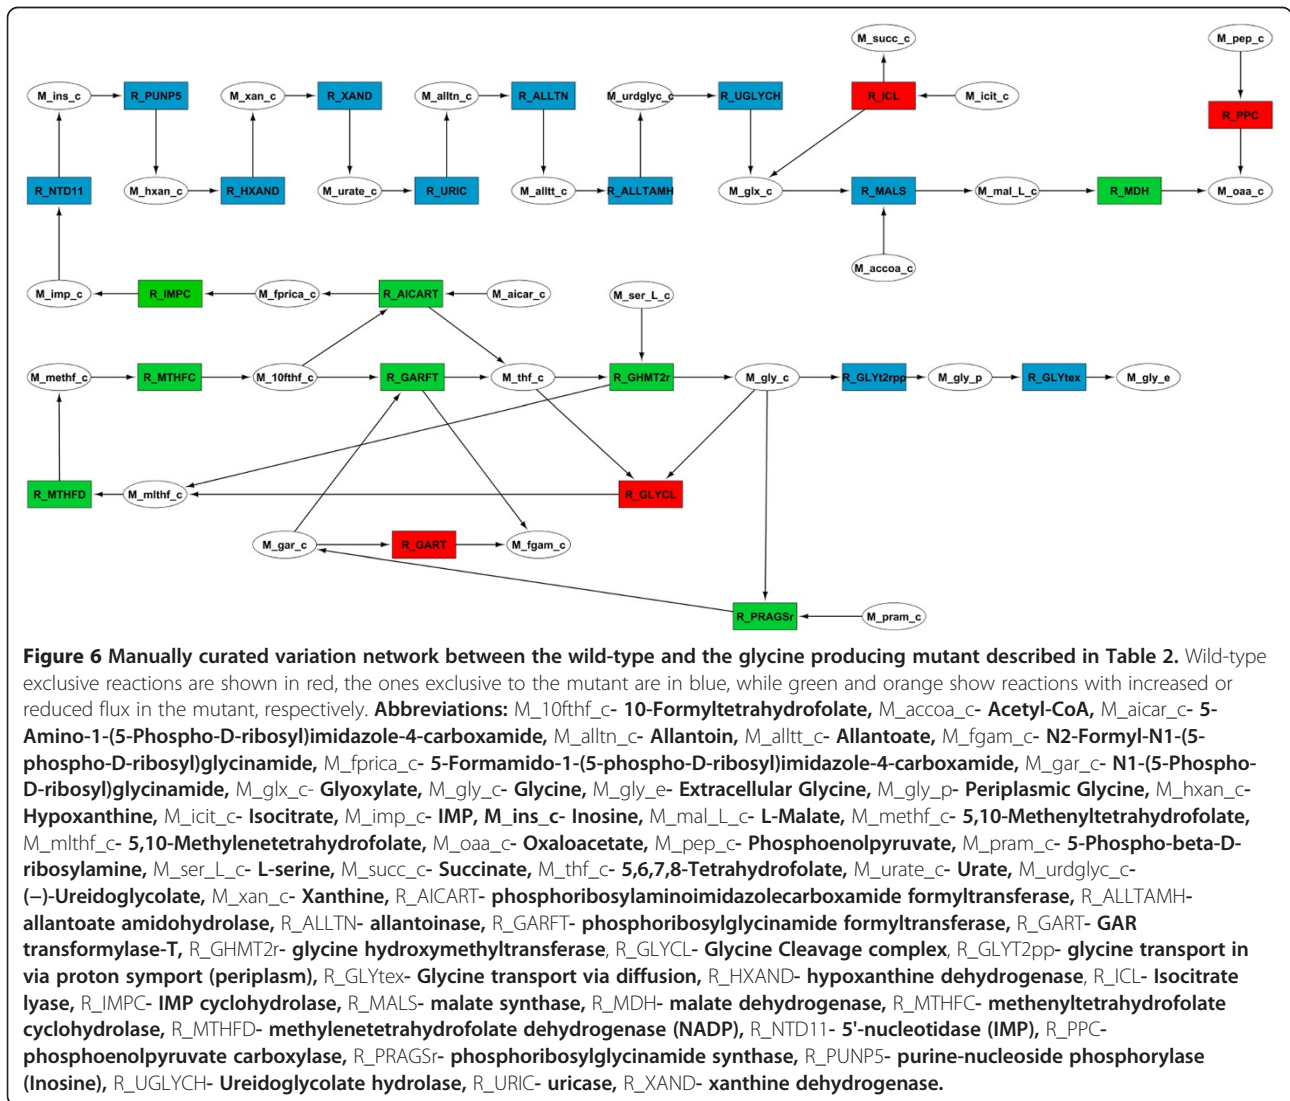 M_succ_c
M_pep_c
M_ins_c
R_PUNP5
M_xan_c
R_XAND
M_alltn_c
R_ALLTN
M_urdglyc_c
R_UGLYCH
R_ICL
M_icit_c
R_PPC
R_NTD11
M_hxan_c
R_HXAND
M_urate_c
R_URIC
M_alltt_c
R_ALLTAMH
M_glx_c
R_MALS
M_mal_L_c
R_MDH
M_oaa_c
M_accoa_c
M_imp_c
R_IMPC
M_fprica_c
R_AICART
M_aicar_c
M_ser_L_c
M_methf_c
R_MTHFC
M_10fthf_c
R_GARFT
M_thf_c
R_GHMT2r
M_gly_c
R_GLYt2rpp
M_gly_p
R_GLYtex
M_gly_e
R_MTHFD
M_mlthf_c
R_GLYCL
M_gar_c
R_GART
M_fgam_c
R_PRAGSr
M_pram_c
Figure 6 Manually curated variation network between the wild-type and the glycine producing mutant described in Table 2. Wild-type
exclusive reactions are shown in red, the ones exclusive to the mutant are in blue, while green and orange show reactions with increased or
reduced flux in the mutant, respectively. Abbreviations: M_10fthf_c- 10-Formyltetrahydrofolate, M_accoa_c- Acetyl-CoA, M_aicar_c- 5-
Amino-1-(5-Phospho-D-ribosyl)imidazole-4-carboxamide, M_alltn_c- Allantoin, M_alltt_c- Allantoate, M_fgam_c- N2-Formyl-N1-(5-
phospho-D-ribosyl)glycinamide, M_fprica_c- 5-Formamido-1-(5-phospho-D-ribosyl)imidazole-4-carboxamide, M_gar_c- N1-(5-Phospho-
D-ribosyl)glycinamide, M_glx_c- Glyoxylate, M_gly_c- Glycine, M_gly_e- Extracellular Glycine, M_gly_p- Periplasmic Glycine, M_hxan_c-
Hypoxanthine, M_icit_c- Isocitrate, M_imp_c- IMP, M_ins_c- Inosine, M_mal_L_c- L-Malate, M_methf_c- 5,10-Methenyltetrahydrofolate,
M_mlthf_c- 5,10-Methylenetetrahydrofolate, M_oaa_c- Oxaloacetate, M_pep_c- Phosphoenolpyruvate, M_pram_c- 5-Phospho-beta-D-
ribosylamine, M_ser_L_c- L-serine, M_succ_c- Succinate, M_thf_c- 5,6,7,8-Tetrahydrofolate, M_urate_c- Urate, M_urdglyc_c-
(−)-Ureidoglycolate, M_xan_c- Xanthine, R_AICART- phosphoribosylaminoimidazolecarboxamide formyltransferase, R_ALLTAMH-
allantoate amidohydrolase, R_ALLTN- allantoinase, R_GARFT- phosphoribosylglycinamide formyltransferase, R_GART- GAR
transformylase-T, R_GHMT2r- glycine hydroxymethyltransferase, R_GLYCL- Glycine Cleavage complex, R_GLYT2pp- glycine transport in
via proton symport (periplasm), R_GLYtex- Glycine transport via diffusion, R_HXAND- hypoxanthine dehydrogenase, R_ICL- Isocitrate
lyase, R_IMPC- IMP cyclohydrolase, R_MALS- malate synthase, R_MDH- malate dehydrogenase, R_MTHFC- methenyltetrahydrofolate
cyclohydrolase, R_MTHFD- methylenetetrahydrofolate dehydrogenase (NADP), R_NTD11- 5'-nucleotidase (IMP), R_PPC-
phosphoenolpyruvate carboxylase, R_PRAGSr- phosphoribosylglycinamide synthase, R_PUNP5- purine-nucleoside phosphorylase
(Inosine), R_UGLYCH- Ureidoglycolate hydrolase, R_URIC- uricase, R_XAND- xanthine dehydrogenase.